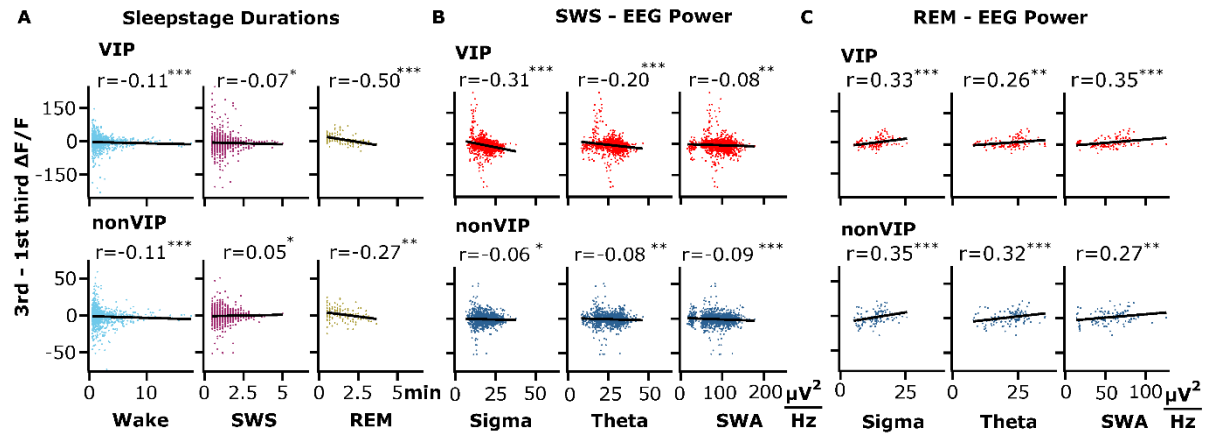 A Sleepstage Durations B SWS - EEG Power C REM - EEG Power
VIP VIP VIP
r=-0.11*** r=-0.07* r=-0.50*** r=-0.31*** r=-0.20*** r=-0.08** r=0.33*** r=0.26** r=0.35***
150
0
-150
3rd - 1st third ΔF/F
nonVIP nonVIP nonVIP
r=-0.11*** r=0.05* r=-0.27** r=-0.06* r=-0.08** r=-0.09*** r=0.35*** r=0.32*** r=0.27**
50
0
-50
0 10 0 2.5 5 0 5 min 0 25 50 0 25 50 0 100 200 μV²/Hz 0 25 0 25 0 50 100 μV²/Hz
Wake SWS REM Sigma Theta SWA Sigma Theta SWA